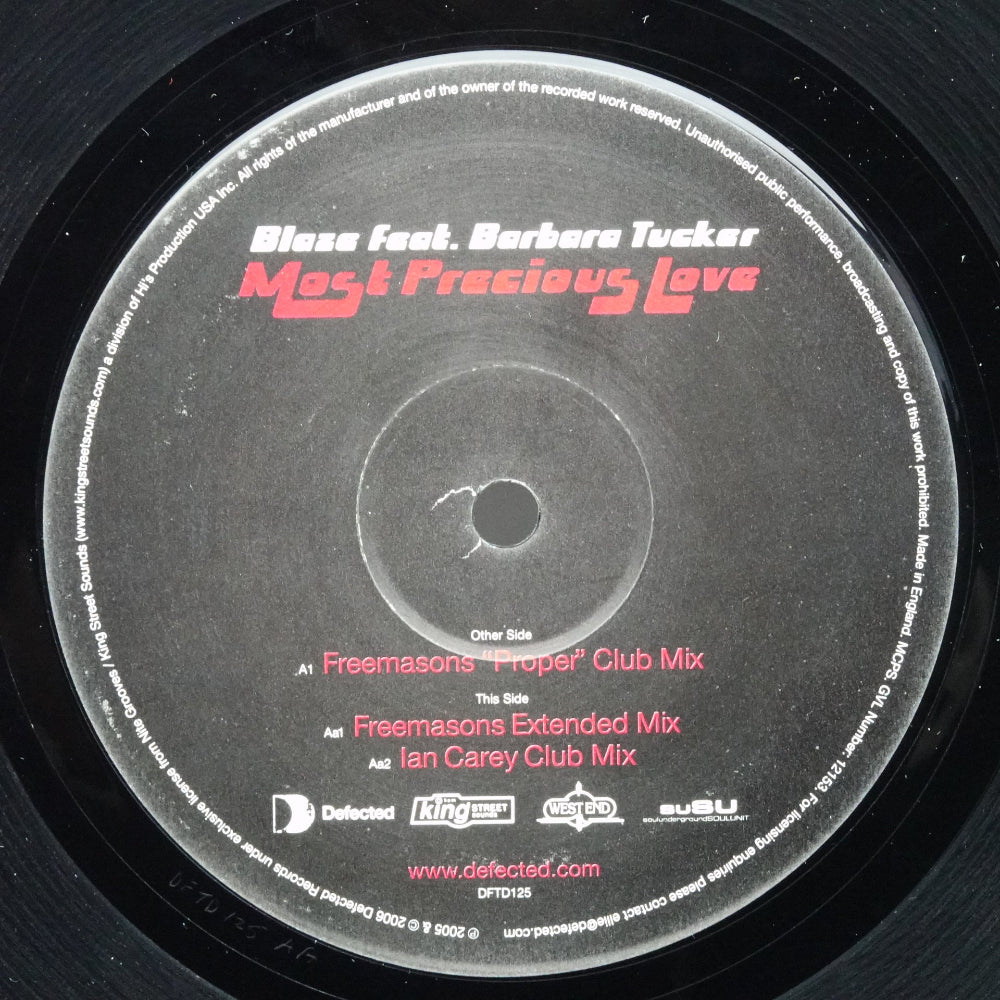 Blaze feat. Barbara Tucker
Most Precious Love
Other Side
A1 Freemasons “Proper” Club Mix
This Side
Aa1 Freemasons Extended Mix
Aa2 Ian Carey Club Mix
Defected
king STREET sounds
WEST END
suSU
soulundergroundSOULUNIT
www.defected.com
DFTD125
℗ 2005 & © 2006 Defected Records under exclusive license from Nite Grooves / King Street Sounds (www.kingstreetsounds.com) a division of Hi's Production USA Inc. All rights of the manufacturer and of the owner of the recorded work reserved. Unauthorised public performance, broadcasting and copy of this work prohibited. Made in England. MCPS. GVL Number: 12153. For licensing enquiries please contact ellie@defected.com
DFTD 125 A